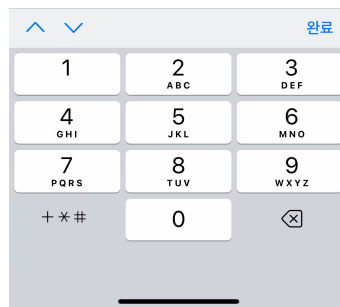 완료
1 2 3
ABC DEF
4 5 6
GHI JKL MNO
7 8 9
PQRS TUV WXYZ
+*# 0